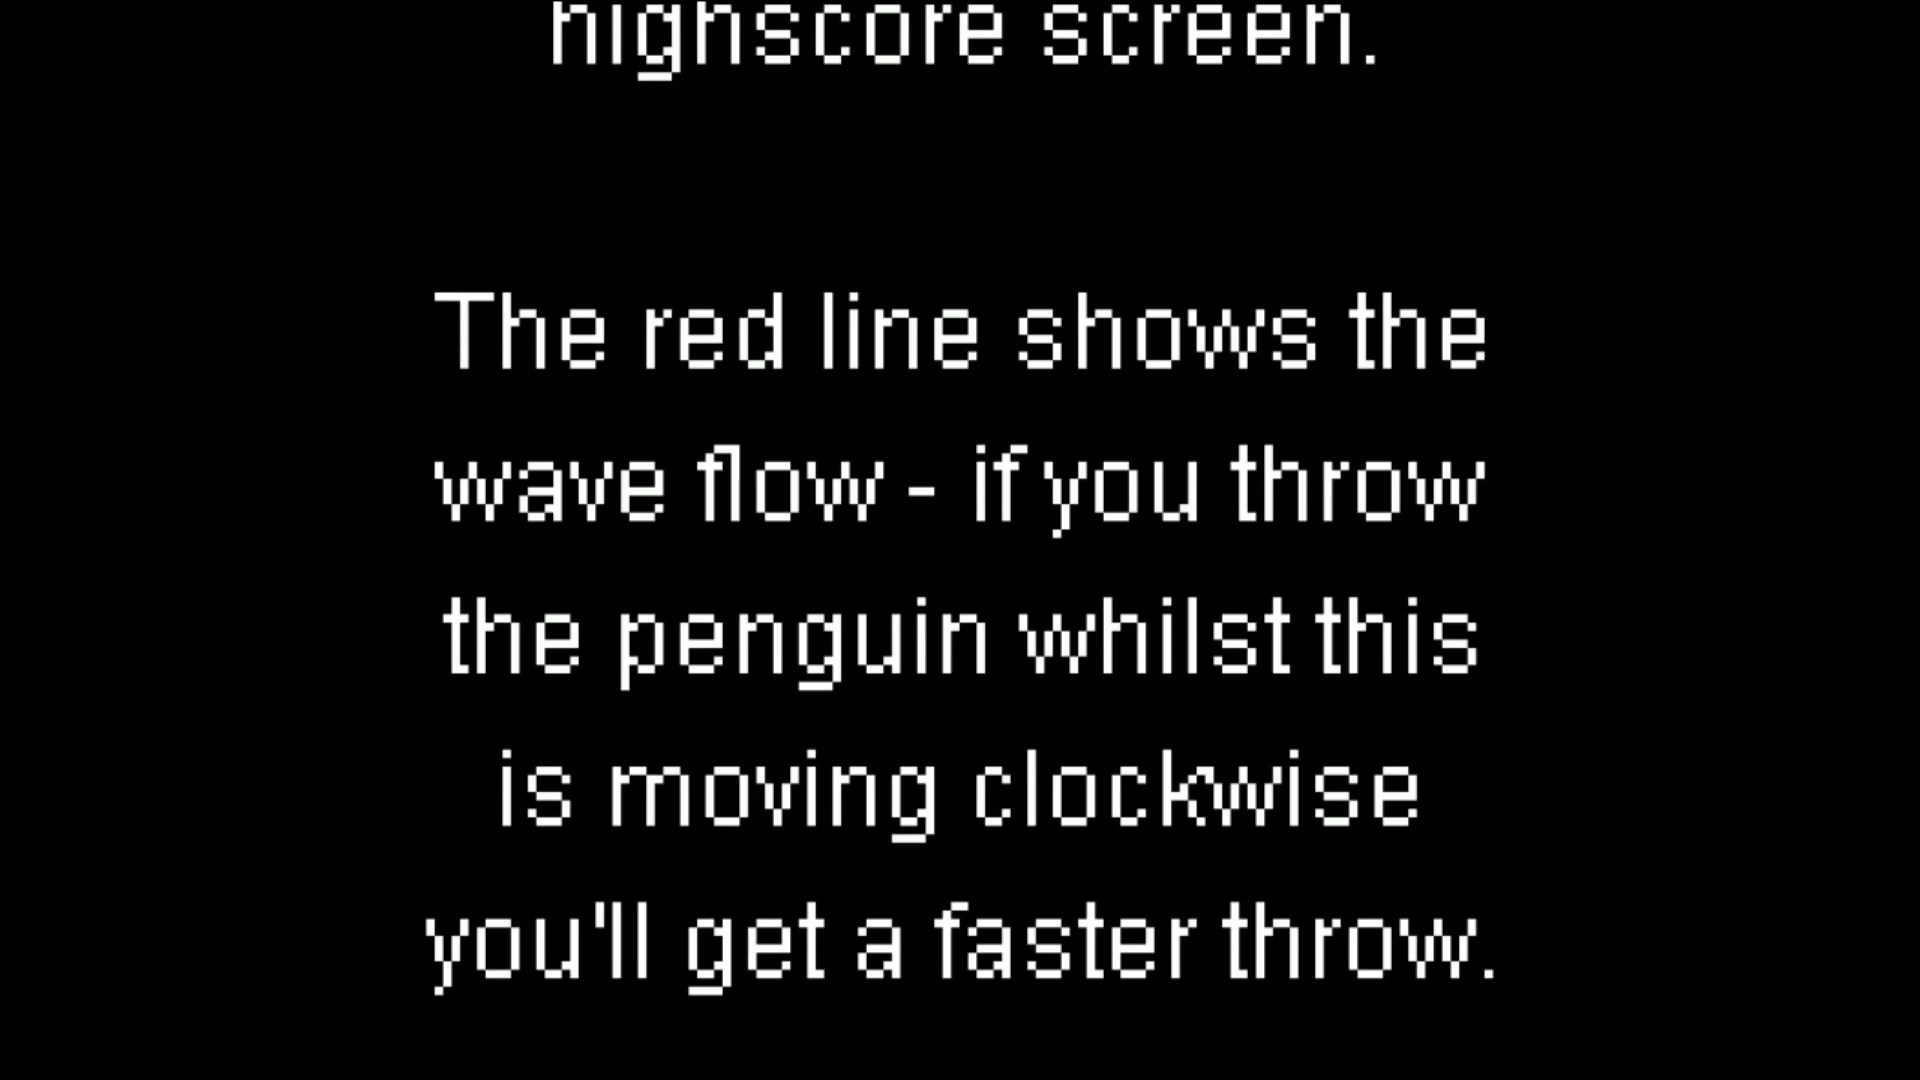 highscore screen.
The red line shows the
wave flow - if you throw
the penguin whilst this
is moving clockwise
you'll get a faster throw.